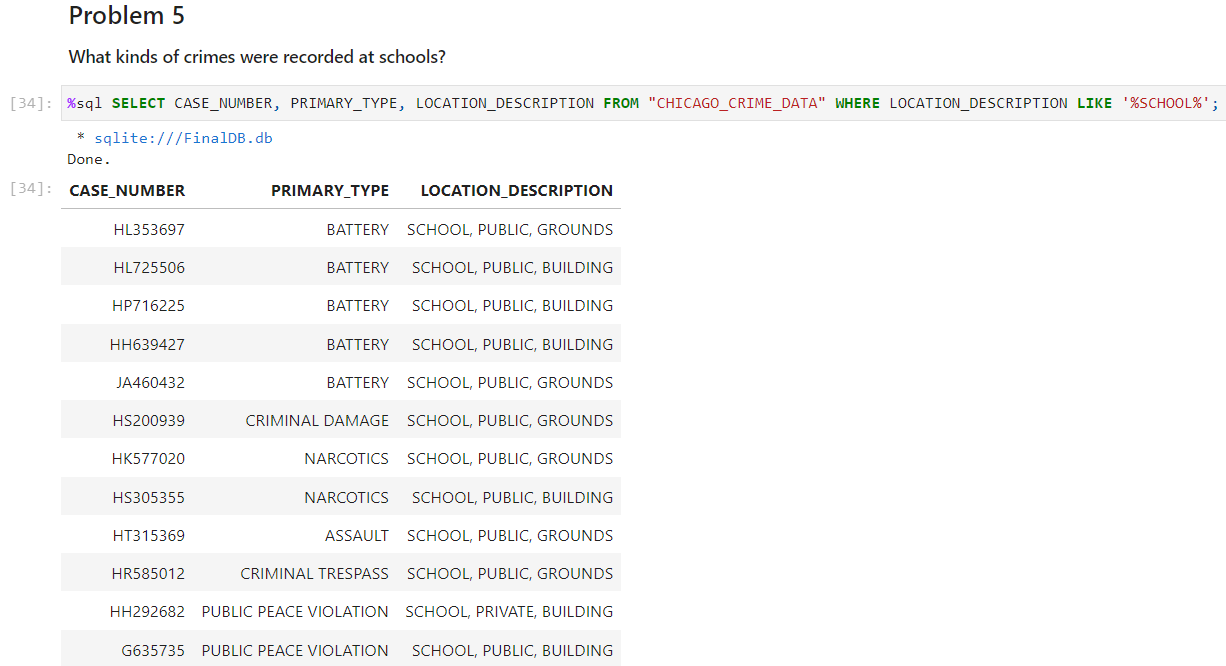 Problem 5
What kinds of crimes were recorded at schools?
[34]: %sql SELECT CASE_NUMBER, PRIMARY_TYPE, LOCATION_DESCRIPTION FROM "CHICAGO_CRIME_DATA" WHERE LOCATION_DESCRIPTION LIKE '%SCHOOL%';
* sqlite:///FinalDB.db
Done.
[34]: CASE_NUMBER PRIMARY_TYPE LOCATION_DESCRIPTION
HL353697 BATTERY SCHOOL, PUBLIC, GROUNDS
HL725506 BATTERY SCHOOL, PUBLIC, BUILDING
HP716225 BATTERY SCHOOL, PUBLIC, BUILDING
HH639427 BATTERY SCHOOL, PUBLIC, BUILDING
JA460432 BATTERY SCHOOL, PUBLIC, GROUNDS
HS200939 CRIMINAL DAMAGE SCHOOL, PUBLIC, GROUNDS
HK577020 NARCOTICS SCHOOL, PUBLIC, GROUNDS
HS305355 NARCOTICS SCHOOL, PUBLIC, BUILDING
HT315369 ASSAULT SCHOOL, PUBLIC, GROUNDS
HR585012 CRIMINAL TRESPASS SCHOOL, PUBLIC, GROUNDS
HH292682 PUBLIC PEACE VIOLATION SCHOOL, PRIVATE, BUILDING
G635735 PUBLIC PEACE VIOLATION SCHOOL, PUBLIC, BUILDING